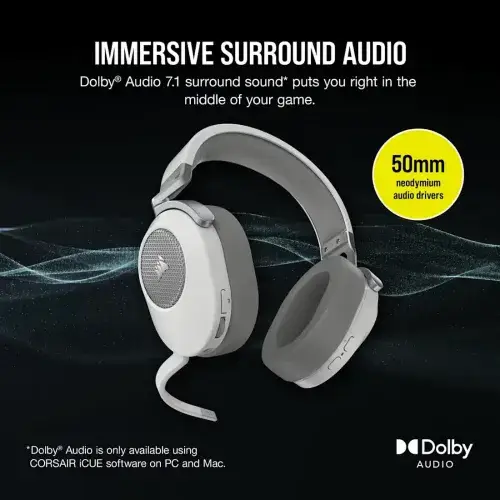 IMMERSIVE SURROUND AUDIO
Dolby® Audio 7.1 surround sound* puts you right in the
middle of your game.
50mm
neodymium
audio drivers
*Dolby® Audio is only available using
CORSAIR iCUE software on PC and Mac.
Dolby
AUDIO